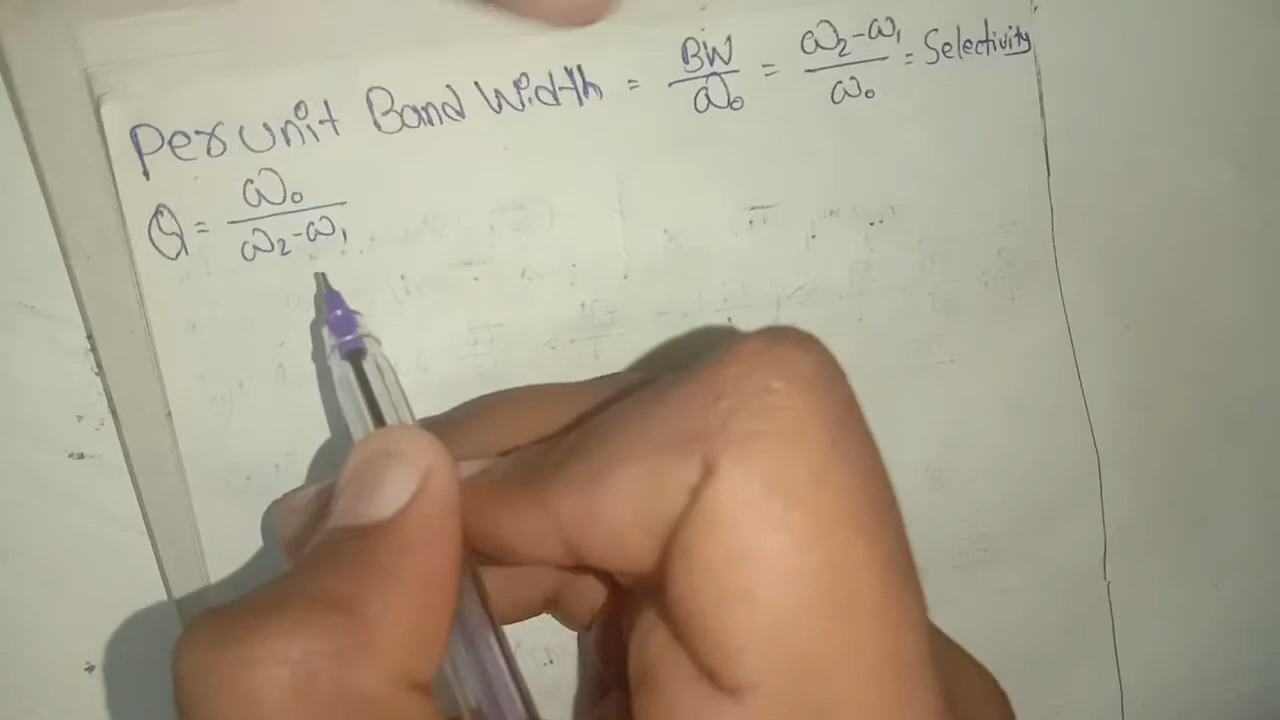 Per unit Band Width = BW/ω₀ = ω₂-ω₁/ω₀ = Selectivity
Q = ω₀/ω₂-ω₁